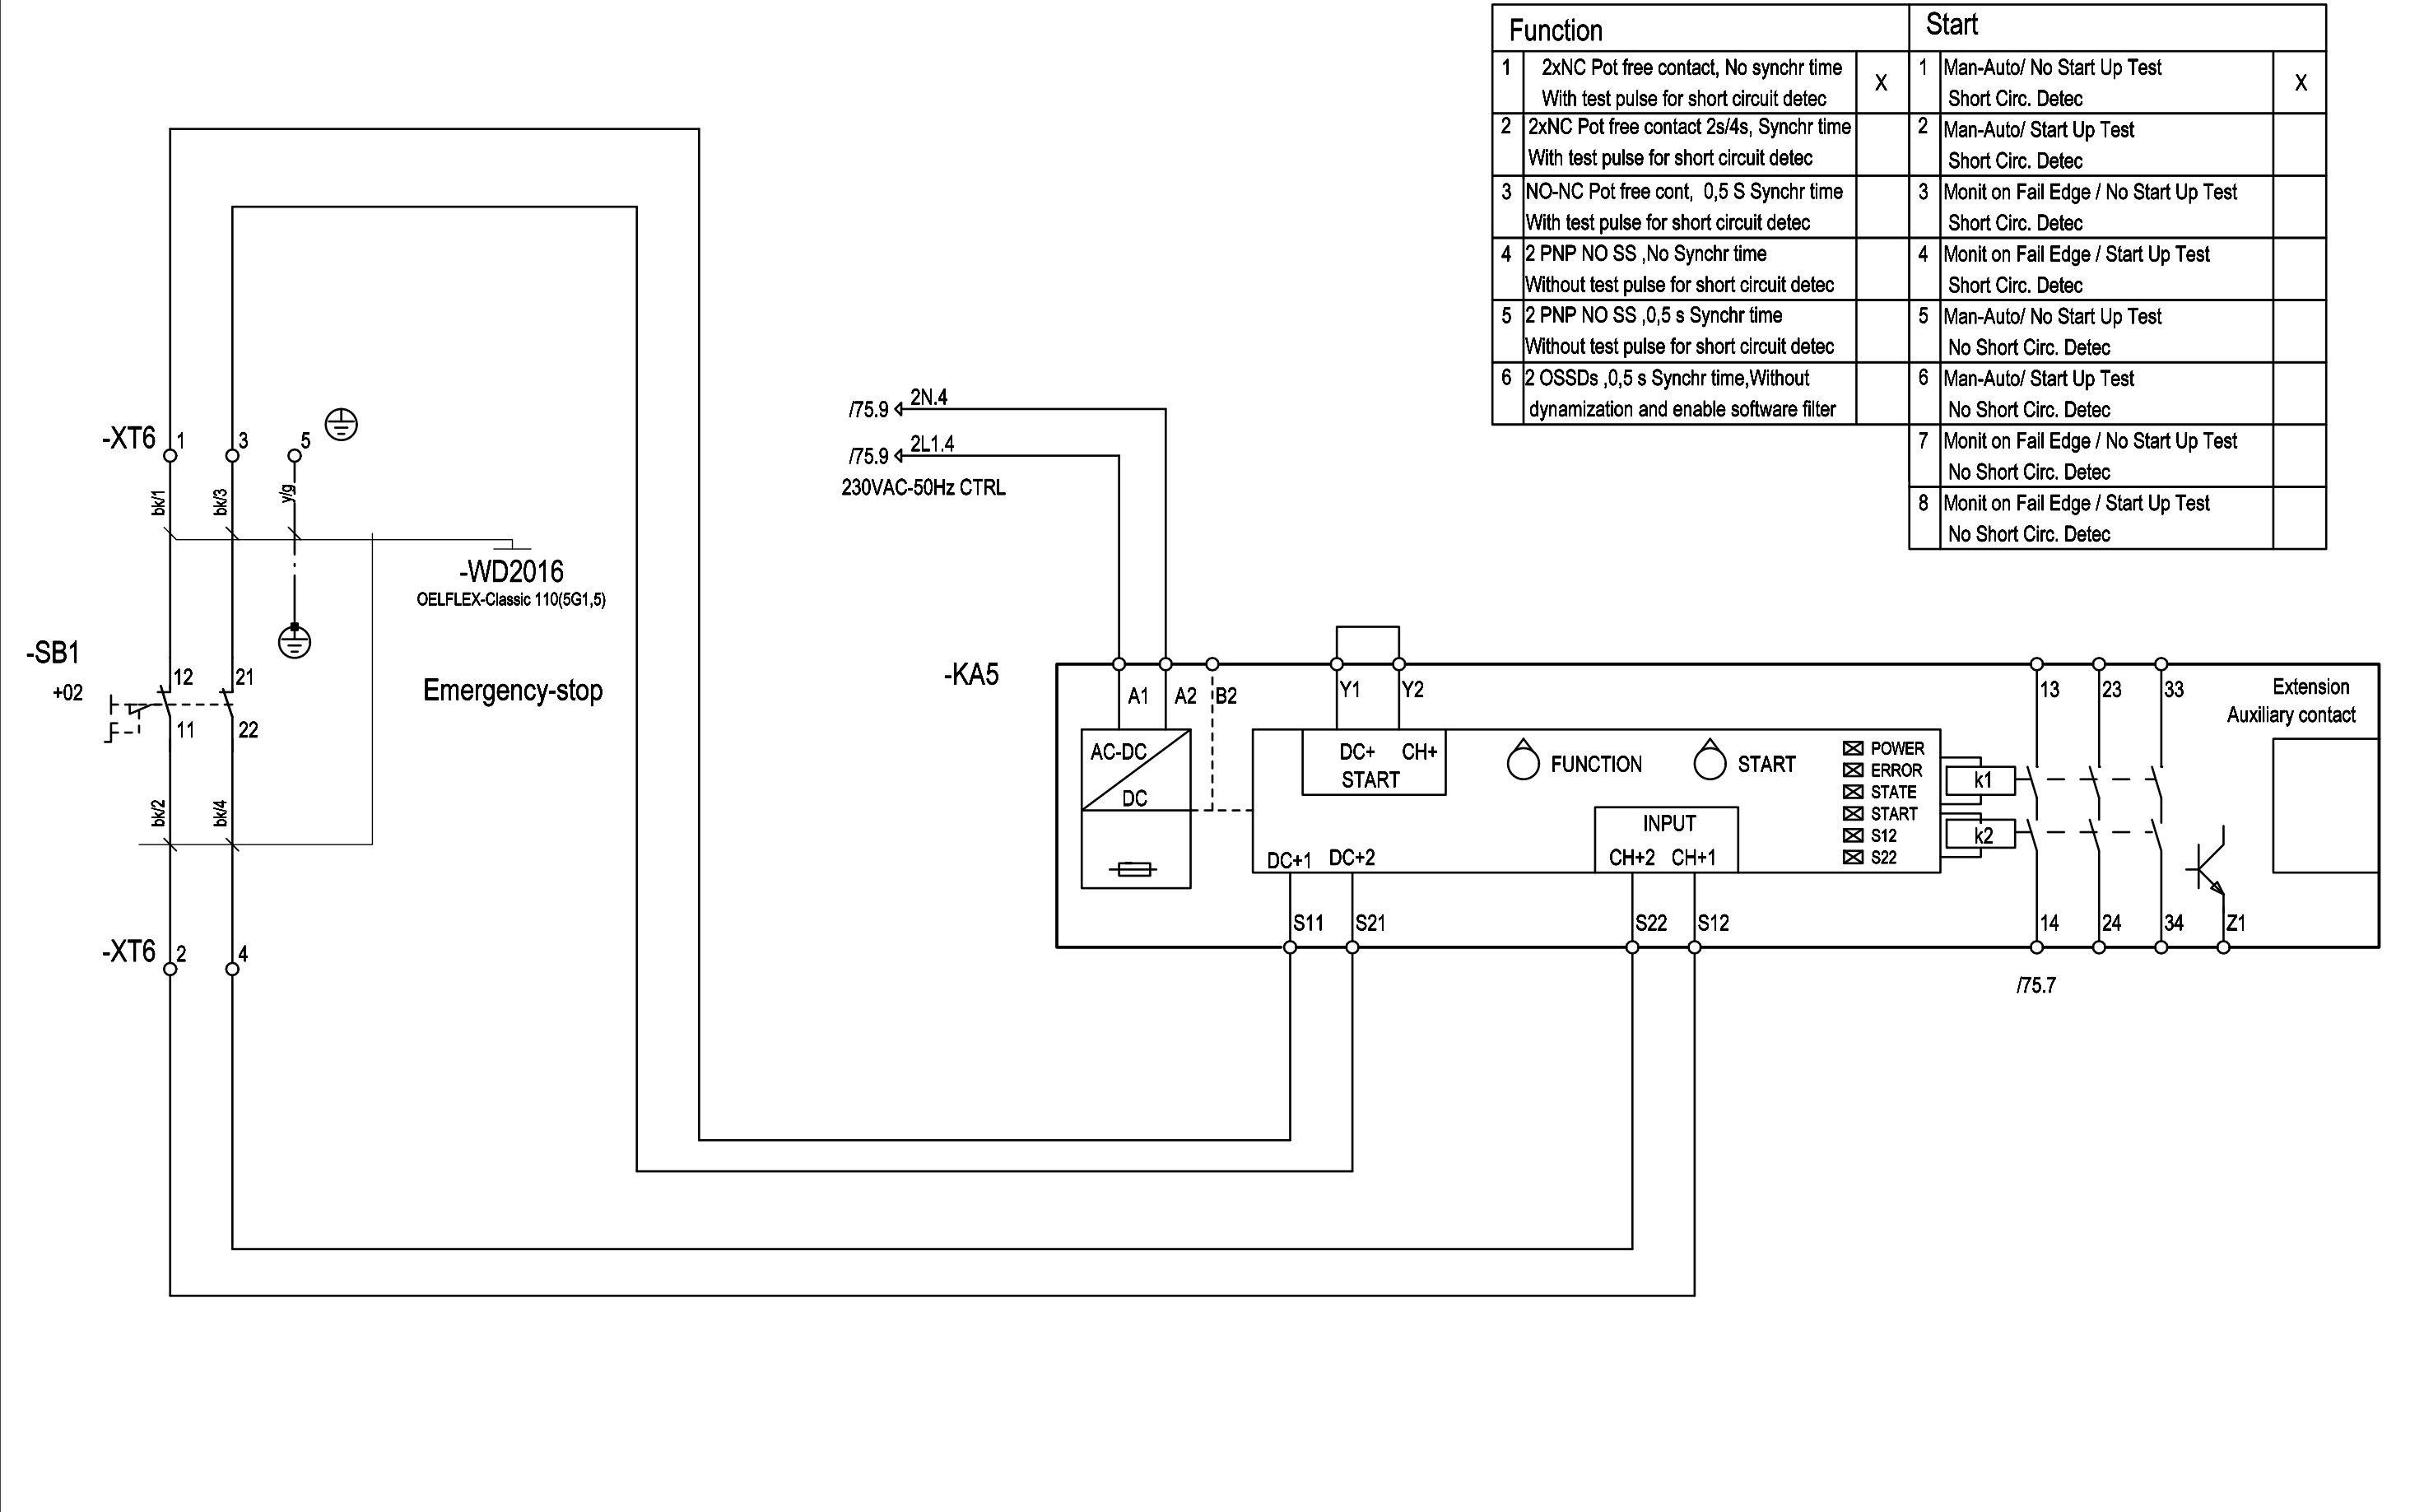 Function
Start
1
2xNC Pot free contact, No synchr time
With test pulse for short circuit detec
X
1
Man-Auto/ No Start Up Test
Short Circ. Detec
X
2
2xNC Pot free contact 2s/4s, Synchr time
With test pulse for short circuit detec
2
Man-Auto/ Start Up Test
Short Circ. Detec
3
NO-NC Pot free cont, 0,5 S Synchr time
With test pulse for short circuit detec
3
Monit on Fail Edge / No Start Up Test
Short Circ. Detec
4
2 PNP NO SS ,No Synchr time
Without test pulse for short circuit detec
4
Monit on Fail Edge / Start Up Test
Short Circ. Detec
5
2 PNP NO SS ,0,5 s Synchr time
Without test pulse for short circuit detec
5
Man-Auto/ No Start Up Test
No Short Circ. Detec
6
2 OSSDs ,0,5 s Synchr time,Without
dynamization and enable software filter
6
Man-Auto/ Start Up Test
No Short Circ. Detec
7
Monit on Fail Edge / No Start Up Test
No Short Circ. Detec
8
Monit on Fail Edge / Start Up Test
No Short Circ. Detec
/75.9
2N.4
/75.9
2L1.4
230VAC-50Hz CTRL
-XT6
1
3
5
bk/1
bk/3
y/g
-WD2016
OELFLEX-Classic 110(5G1,5)
-SB1
+02
12
21
11
22
Emergency-stop
bk/2
bk/4
-XT6
2
4
-KA5
A1
A2
B2
Y1
Y2
13
23
33
Extension
Auxiliary contact
AC-DC
DC
DC+
CH+
START
FUNCTION
START
POWER
ERROR
STATE
START
S12
S22
k1
k2
INPUT
CH+2
CH+1
DC+1
DC+2
S11
S21
S22
S12
14
24
34
Z1
/75.7